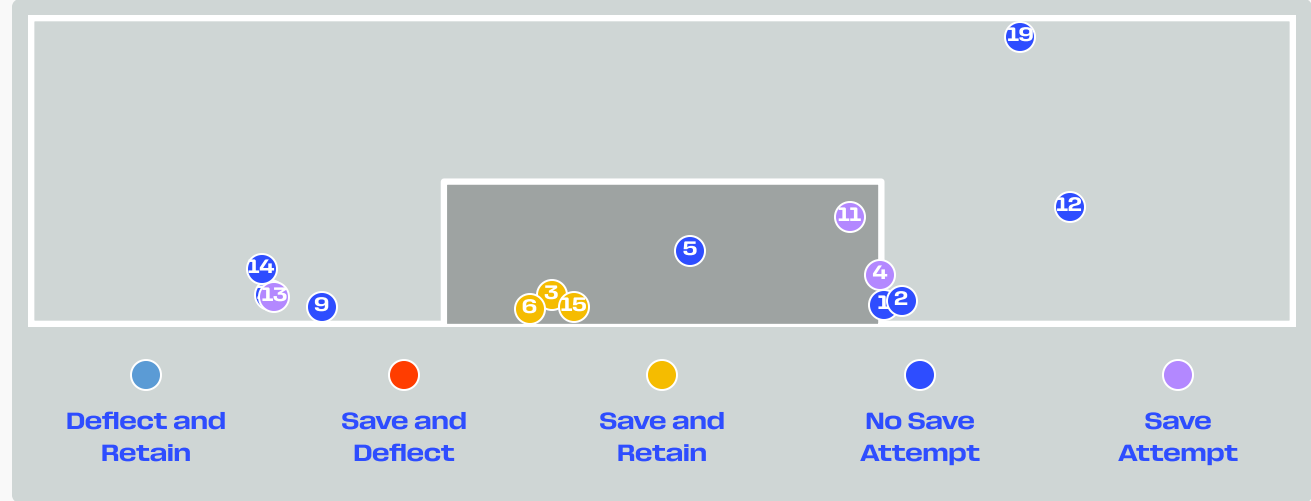 19
12
11
5
14
4
3
13
2
1
9
6
15
Deflect and
Retain
Save and
Deflect
Save and
Retain
No Save
Attempt
Save
Attempt